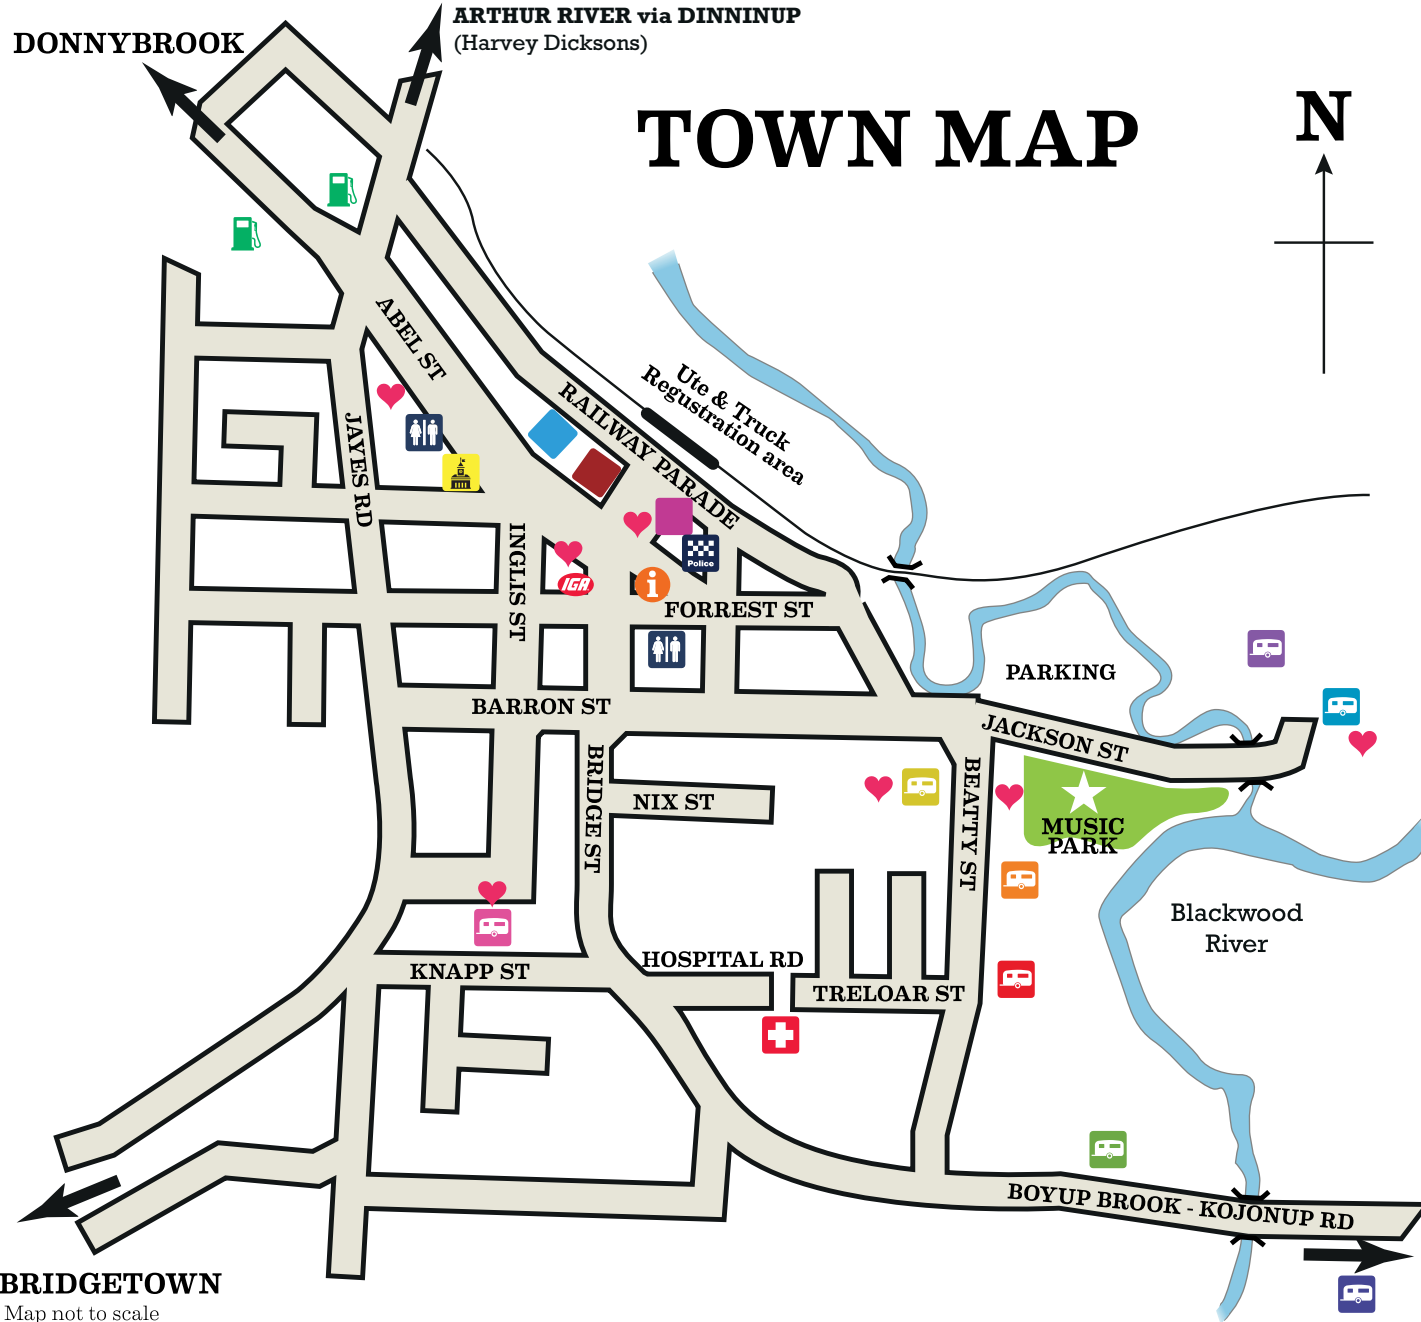 ARTHUR RIVER via DINNINUP
(Harvey Dicksons)
DONNYBROOK
TOWN MAP
N
ABEL ST
Ute & Truck
Regustration area
RAILWAY PARADE
JAYES RD
INGLIS ST
Police
IGA
i
FORREST ST
PARKING
BARRON ST
JACKSON ST
BRIDGE ST
NIX ST
BEATTY ST
MUSIC
PARK
Blackwood
River
HOSPITAL RD
KNAPP ST
TRELOAR ST
BOYUP BROOK - KOJONUP RD
BRIDGETOWN
Map not to scale